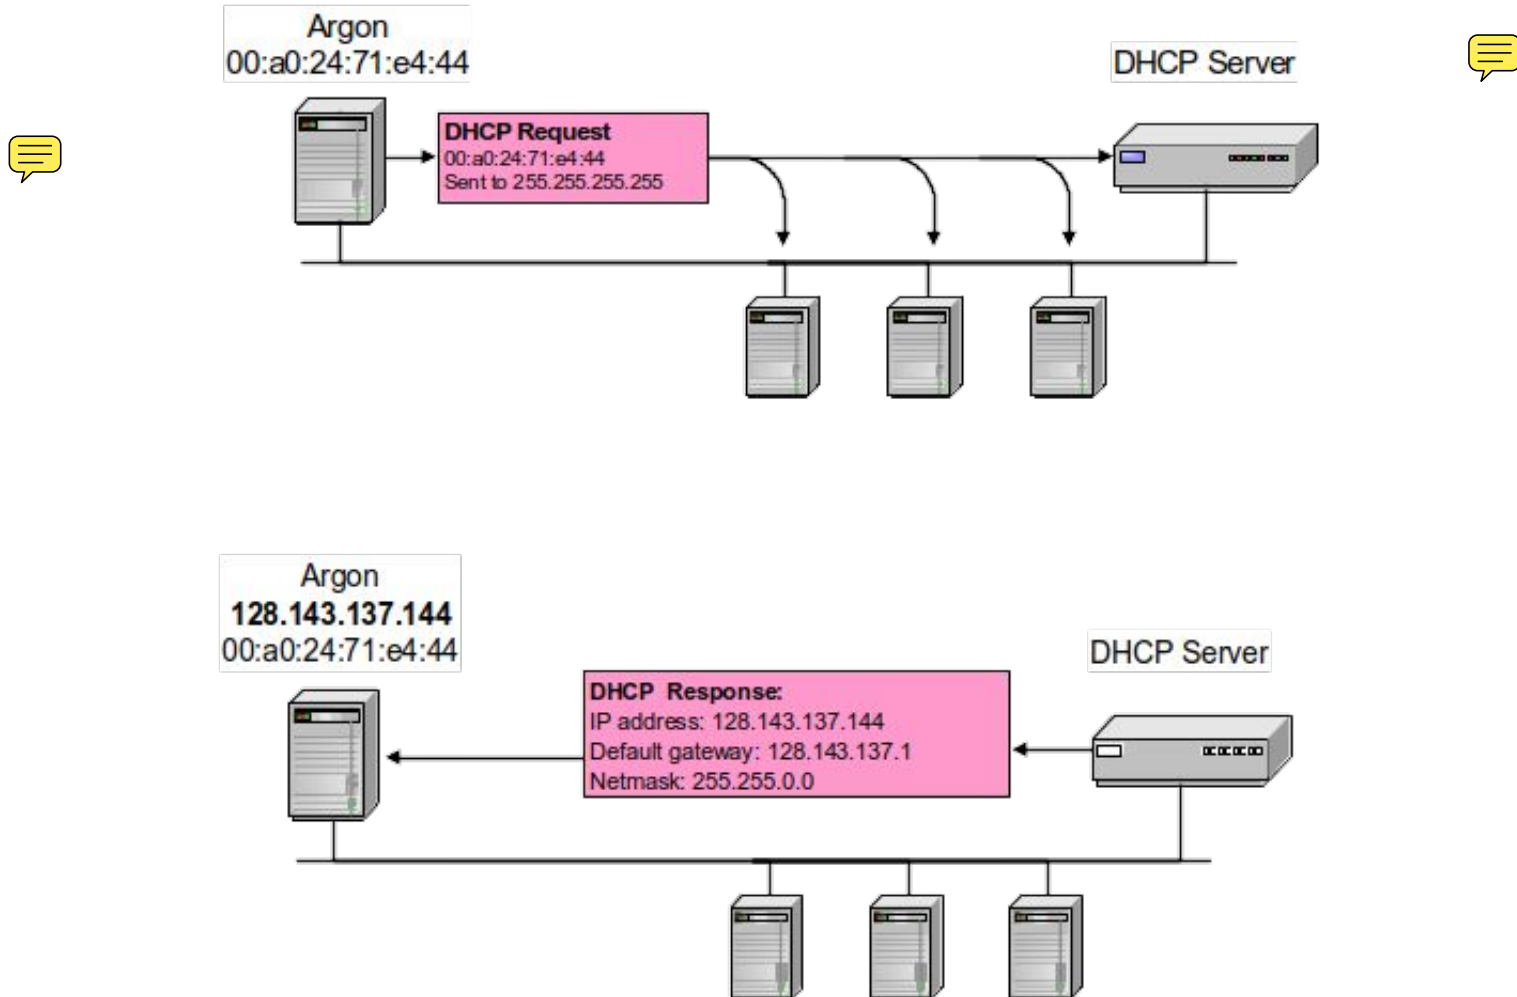 Argon
00:a0:24:71:e4:44
DHCP Server
DHCP Request
00:a0:24:71:e4:44
Sent to 255.255.255.255
Argon
128.143.137.144
00:a0:24:71:e4:44
DHCP Server
DHCP Response:
IP address: 128.143.137.144
Default gateway: 128.143.137.1
Netmask: 255.255.0.0